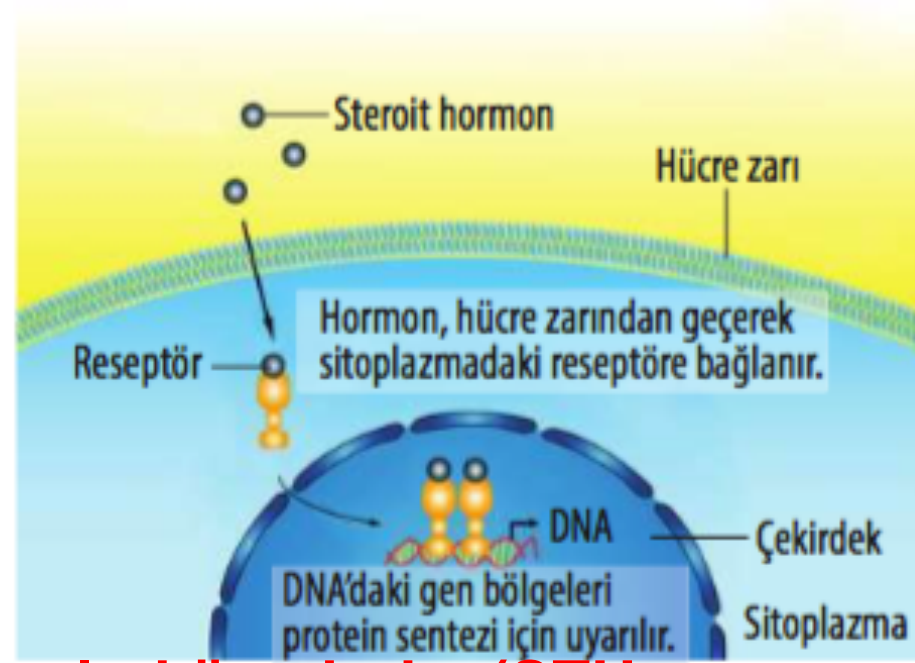 Steroit hormon
Hücre zarı
Hormon, hücre zarından geçerek
sitoplazmadaki reseptöre bağlanır.
Reseptör
DNA
Çekirdek
DNA'daki gen bölgeleri
protein sentezi için uyarılır.
Sitoplazma